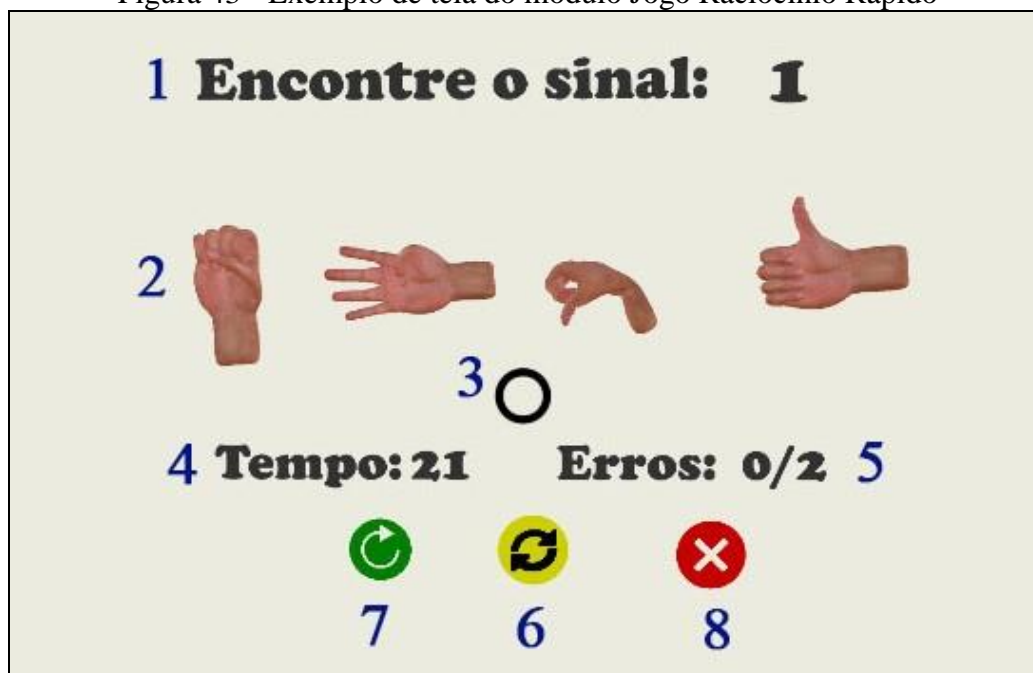 Figura 43 - Exemplo de tela do módulo Jogo Raciocínio Rápido
1 Encontre o sinal: 1
2
3
4 Tempo: 21 Erros: 0/2 5
7 6 8